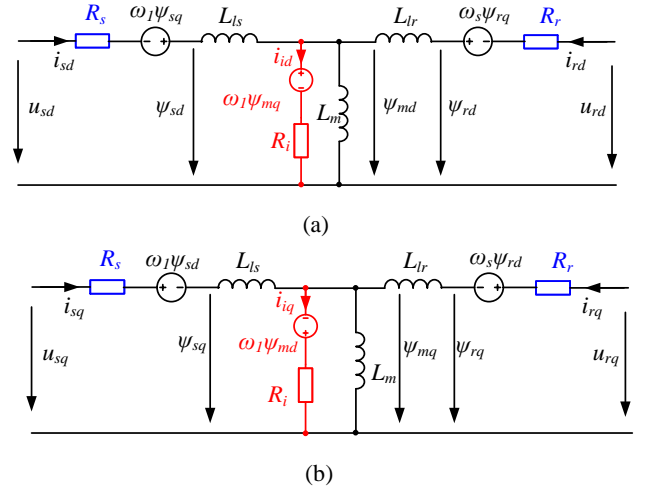 R_s ω_1ψ_sq L_ls L_lr ω_sψ_rq R_r
i_sd i_id i_rd
+ − + − + −
u_sd ψ_sd ω_1ψ_mq L_m ψ_md ψ_rd u_rd
R_i
(a)
R_s ω_1ψ_sd L_ls L_lr ω_sψ_rd R_r
i_sq i_iq i_rq
+ − − + − +
u_sq ψ_sq ω_1ψ_md ψ_mq ψ_rq u_rq
R_i L_m
(b)